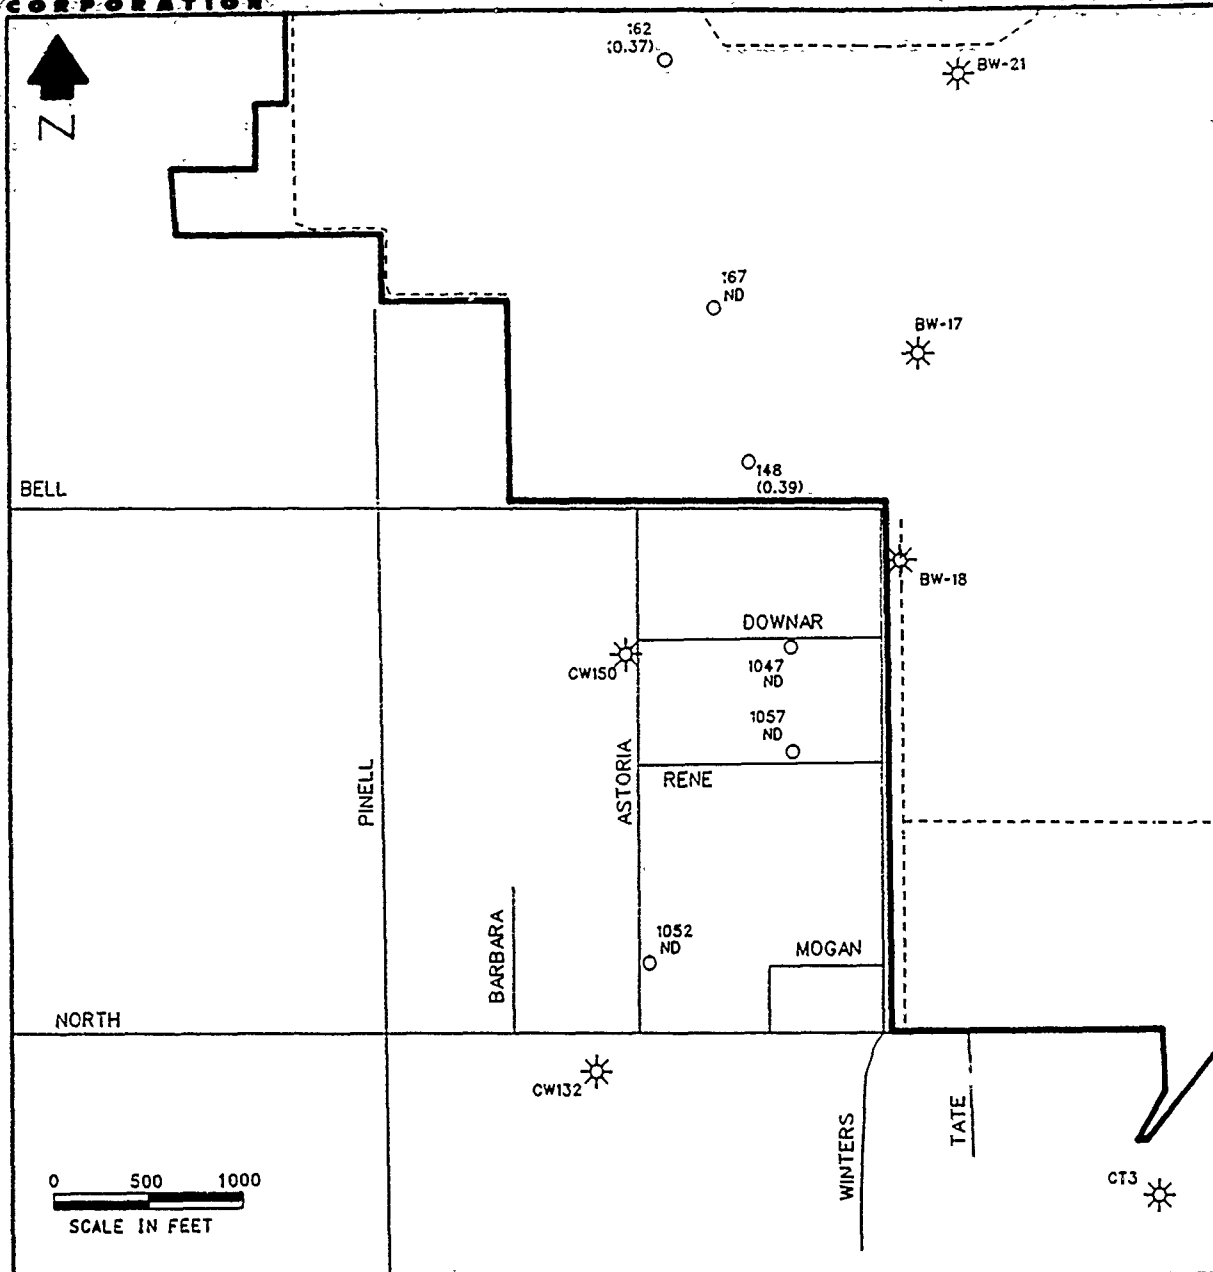 CORPORATION
162
(0.37)
BW-21
N
167
ND
BW-17
148
(0.39)
BELL
BW-18
DOWNAR
CW150
1047
ND
1057
ND
PINELL
ASTORIA
RENE
BARBARA
1052
ND
MOGAN
NORTH
CW132
WINTERS
TATE
CT3
0 500 1000
SCALE IN FEET